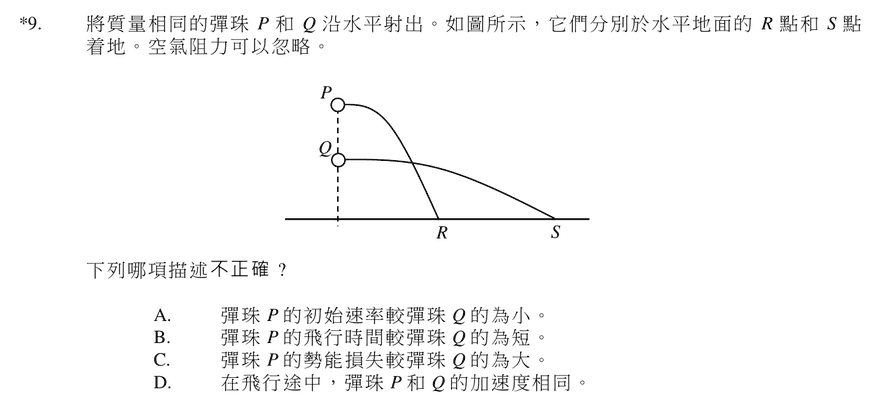 *9. 將質量相同的彈珠 P 和 Q 沿水平射出。如圖所示，它們分別於水平地面的 R 點和 S 點
着地。空氣阻力可以忽略。
P
Q
R S
下列哪項描述不正確？
A. 彈珠 P 的初始速率較彈珠 Q 的為小。
B. 彈珠 P 的飛行時間較彈珠 Q 的為短。
C. 彈珠 P 的勢能損失較彈珠 Q 的為大。
D. 在飛行途中，彈珠 P 和 Q 的加速度相同。